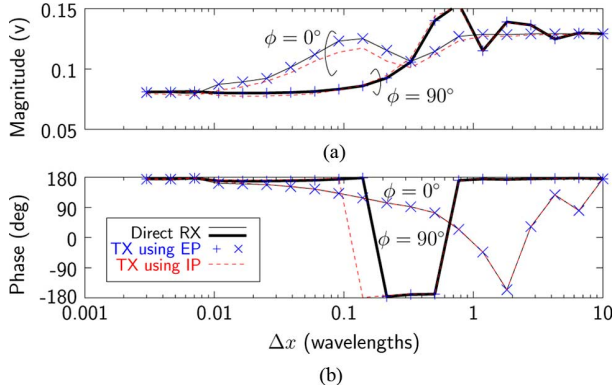 Magnitude (v)
0.15
0.1
0.05
ϕ = 0°
ϕ = 90°
(a)
Phase (deg)
180
90
0
-90
-180
ϕ = 0°
ϕ = 90°
Direct RX
TX using EP + ×
TX using IP
0.001 0.01 0.1 1 10
Δx (wavelengths)
(b)